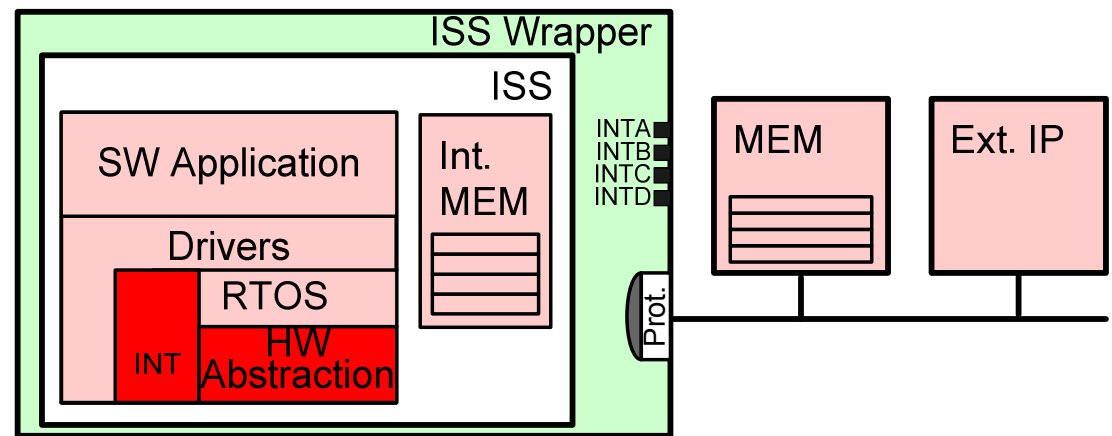 ISS Wrapper
ISS
SW Application
Drivers
RTOS
INT
HW
Abstraction
Int.
MEM
INTA
INTB
INTC
INTD
Prot.
MEM
Ext. IP